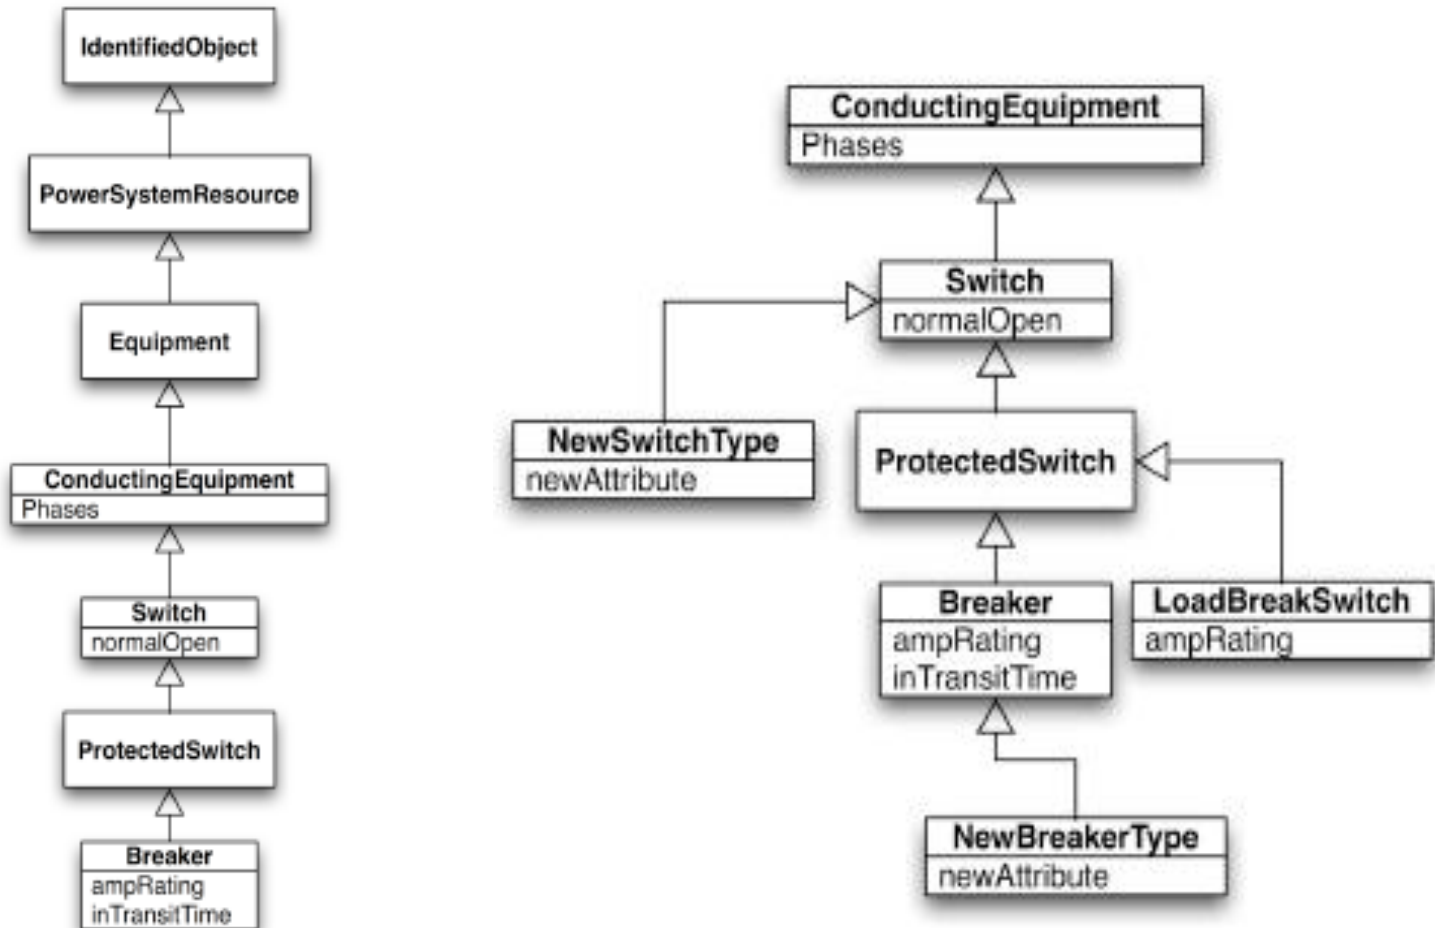 IdentifiedObject
PowerSystemResource
Equipment
ConductingEquipment
Phases
Switch
normalOpen
ProtectedSwitch
Breaker
ampRating
inTransitTime
ConductingEquipment
Phases
Switch
normalOpen
NewSwitchType
newAttribute
ProtectedSwitch
Breaker
ampRating
inTransitTime
LoadBreakSwitch
ampRating
NewBreakerType
newAttribute